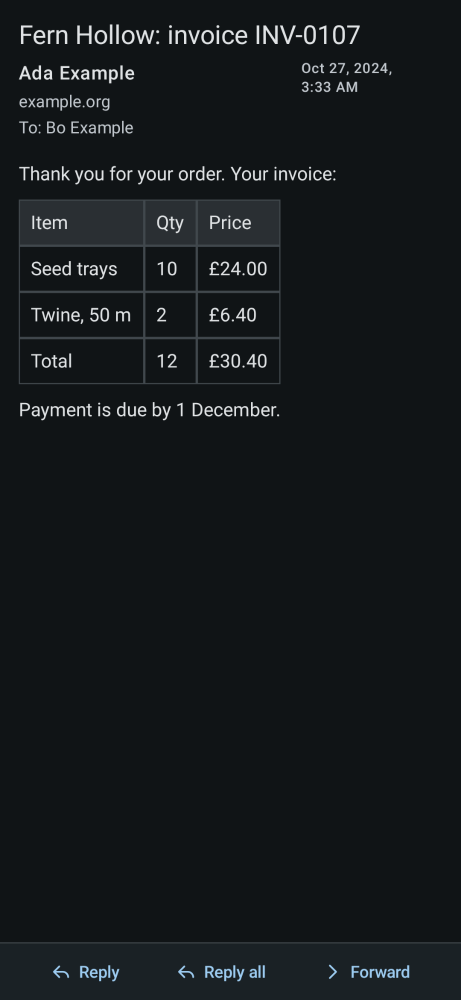 Fern Hollow: invoice INV-0107
Ada Example
Oct 27, 2024,
3:33 AM
example.org
To: Bo Example
Thank you for your order. Your invoice:
Item Qty Price
Seed trays 10 £24.00
Twine, 50 m 2 £6.40
Total 12 £30.40
Payment is due by 1 December.
Reply Reply all Forward